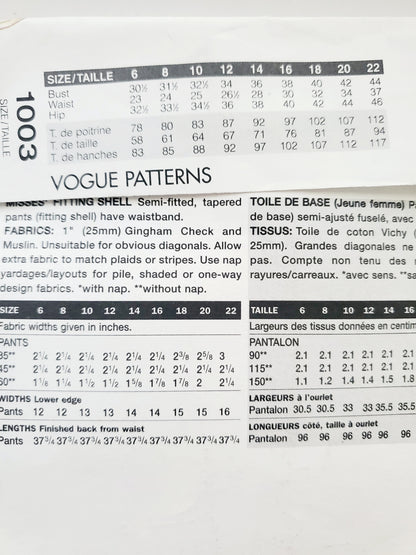 SIZE/TAILLE
1003
SIZE/TAILLE 6 8 10 12 14 16 18 20 22
Bust 30½ 31½ 32½ 34 36 38 40 42 44
Waist 23 24 25 26½ 28 30 32 34 37
Hip 32½ 33½ 34½ 36 38 40 42 44 46
T. de poitrine 78 80 83 87 92 97 102 107 112
T. de taille 58 61 64 67 71 76 81 87 94
T. de hanches 83 85 88 92 97 102 107 112 117
VOGUE PATTERNS
MISSES' FITTING SHELL Semi-fitted, tapered
pants (fitting shell) have waistband.
FABRICS: 1" (25mm) Gingham Check and
Muslin. Unsuitable for obvious diagonals. Allow
extra fabric to match plaids or stripes. Use nap
yardages/layouts for pile, shaded or one-way
design fabrics. *with nap. **without nap.
SIZE 6 8 10 12 14 16 18 20 22
Fabric widths given in inches.
PANTS
35** 2¼ 2¼ 2¼ 2¼ 2¼ 2¼ 2⅜ 2⅝ 3
45** 2¼ 2¼ 2¼ 2¼ 2¼ 2¼ 2¼ 2¼ 2¼
60** 1⅛ 1¼ 1½ 1½ 1⅝ 1⅞ 1⅞ 2 2¼
WIDTHS Lower edge
Pants 12 12 13 13 14 14 15 15 16
LENGTHS Finished back from waist
Pants 37¾ 37¾ 37¾ 37¾ 37¾ 37¾ 37¾ 37¾ 37¾
TOILE DE BASE (Jeune femme)
de base) semi-ajusté fuselé, avec
TISSUS: Toile de coton Vichy
25mm). Grandes diagonales ne
pas. Compte non tenu des
rayures/carreaux. *avec sens.
TAILLE 6 8 10 12 14 16
Largeurs des tissus données en centim
PANTALON
90** 2.1 2.1 2.1 2.1 2.1 2.1
115** 2.1 2.1 2.1 2.1 2.1 2.1
150** 1.1 1.2 1.4 1.4 1.5 1.8
LARGEURS à l'ourlet
Pantalon 30.5 30.5 33 33 35.5 35.5
LONGUEURS côté, taille à ourlet
Pantalon 96 96 96 96 96 96